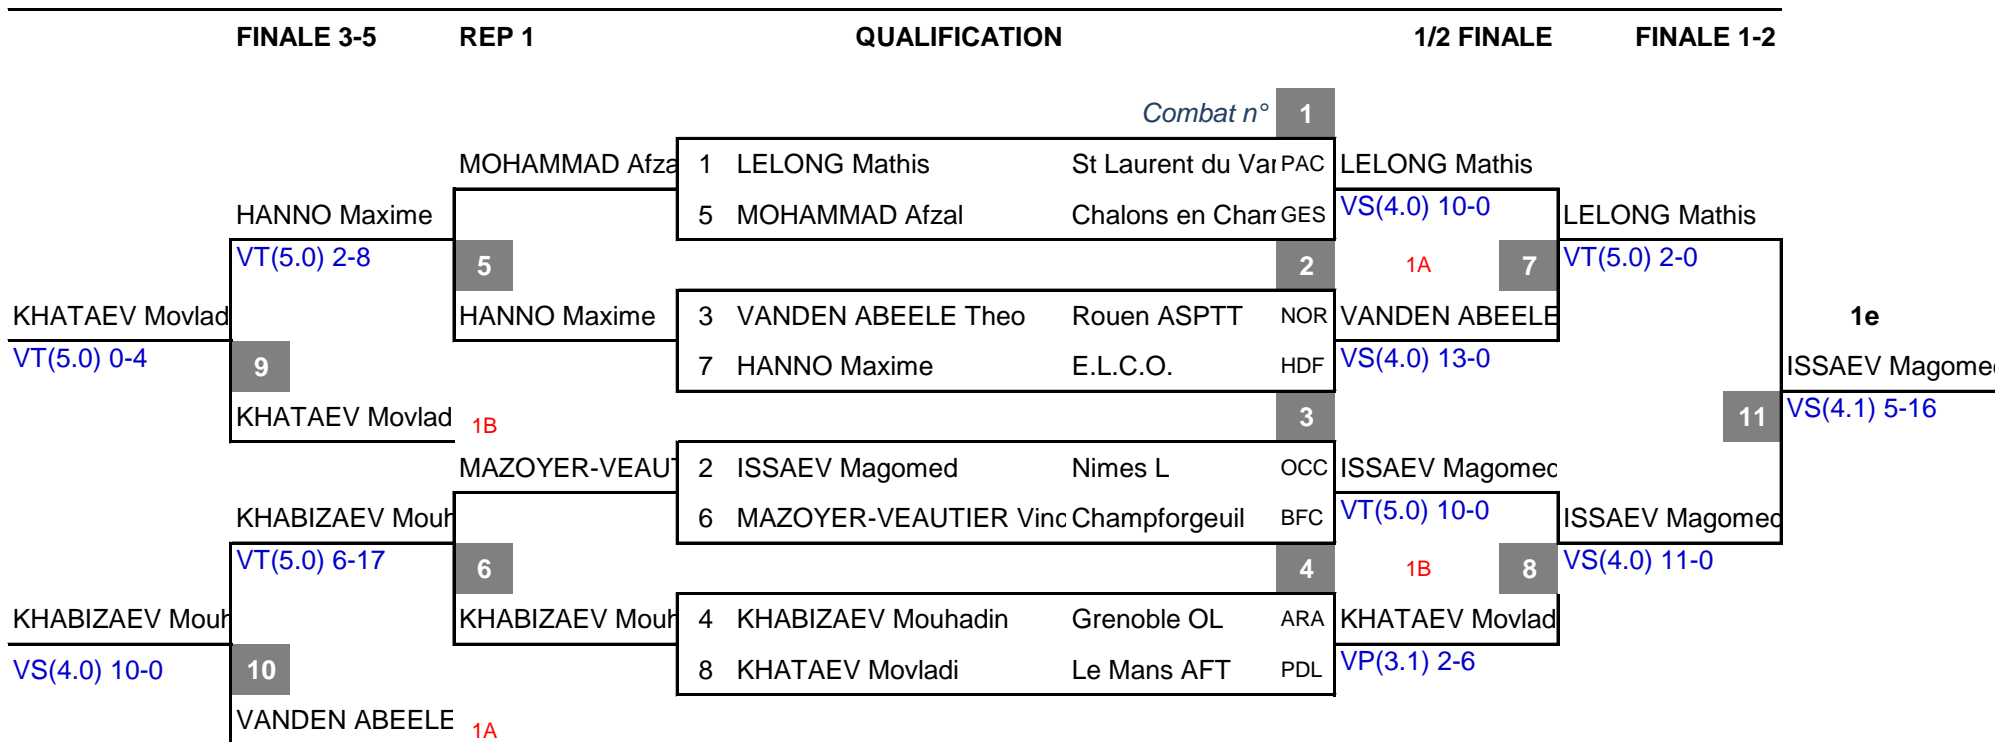 FINALE 3-5 REP 1 QUALIFICATION 1/2 FINALE FINALE 1-2
Combat n° 1
MOHAMMAD Afza 1 LELONG Mathis St Laurent du Var PAC LELONG Mathis
HANNO Maxime 5 MOHAMMAD Afzal Chalons en Cham GES VS(4.0) 10-0 LELONG Mathis
VT(5.0) 2-8 5 2 1A 7 VT(5.0) 2-0
KHATAEV Movlad HANNO Maxime 3 VANDEN ABEELE Theo Rouen ASPTT NOR VANDEN ABEELE 1e
VT(5.0) 0-4 9 7 HANNO Maxime E.L.C.O. HDF VS(4.0) 13-0 ISSAEV Magomed
KHATAEV Movlad 1B 3 11 VS(4.1) 5-16
MAZOYER-VEAUT 2 ISSAEV Magomed Nimes L OCC ISSAEV Magomed
KHABIZAEV Mouh 6 MAZOYER-VEAUTIER Vinc Champforgeuil BFC VT(5.0) 10-0 ISSAEV Magomed
VT(5.0) 6-17 6 4 1B 8 VS(4.0) 11-0
KHABIZAEV Mouh KHABIZAEV Mouh 4 KHABIZAEV Mouhadin Grenoble OL ARA KHATAEV Movlad
VS(4.0) 10-0 10 8 KHATAEV Movladi Le Mans AFT PDL VP(3.1) 2-6
VANDEN ABEELE 1A